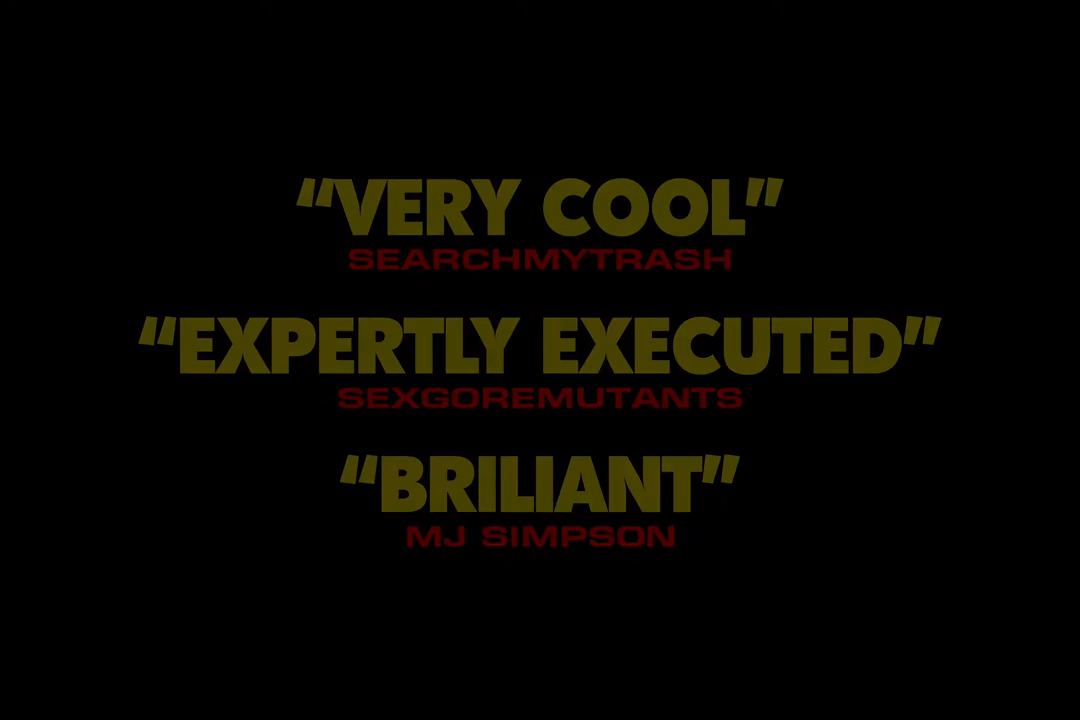 “VERY COOL”
SEARCHMYTRASH
“EXPERTLY EXECUTED”
SEXGOREMUTANTS
“BRILIANT”
MJ SIMPSON